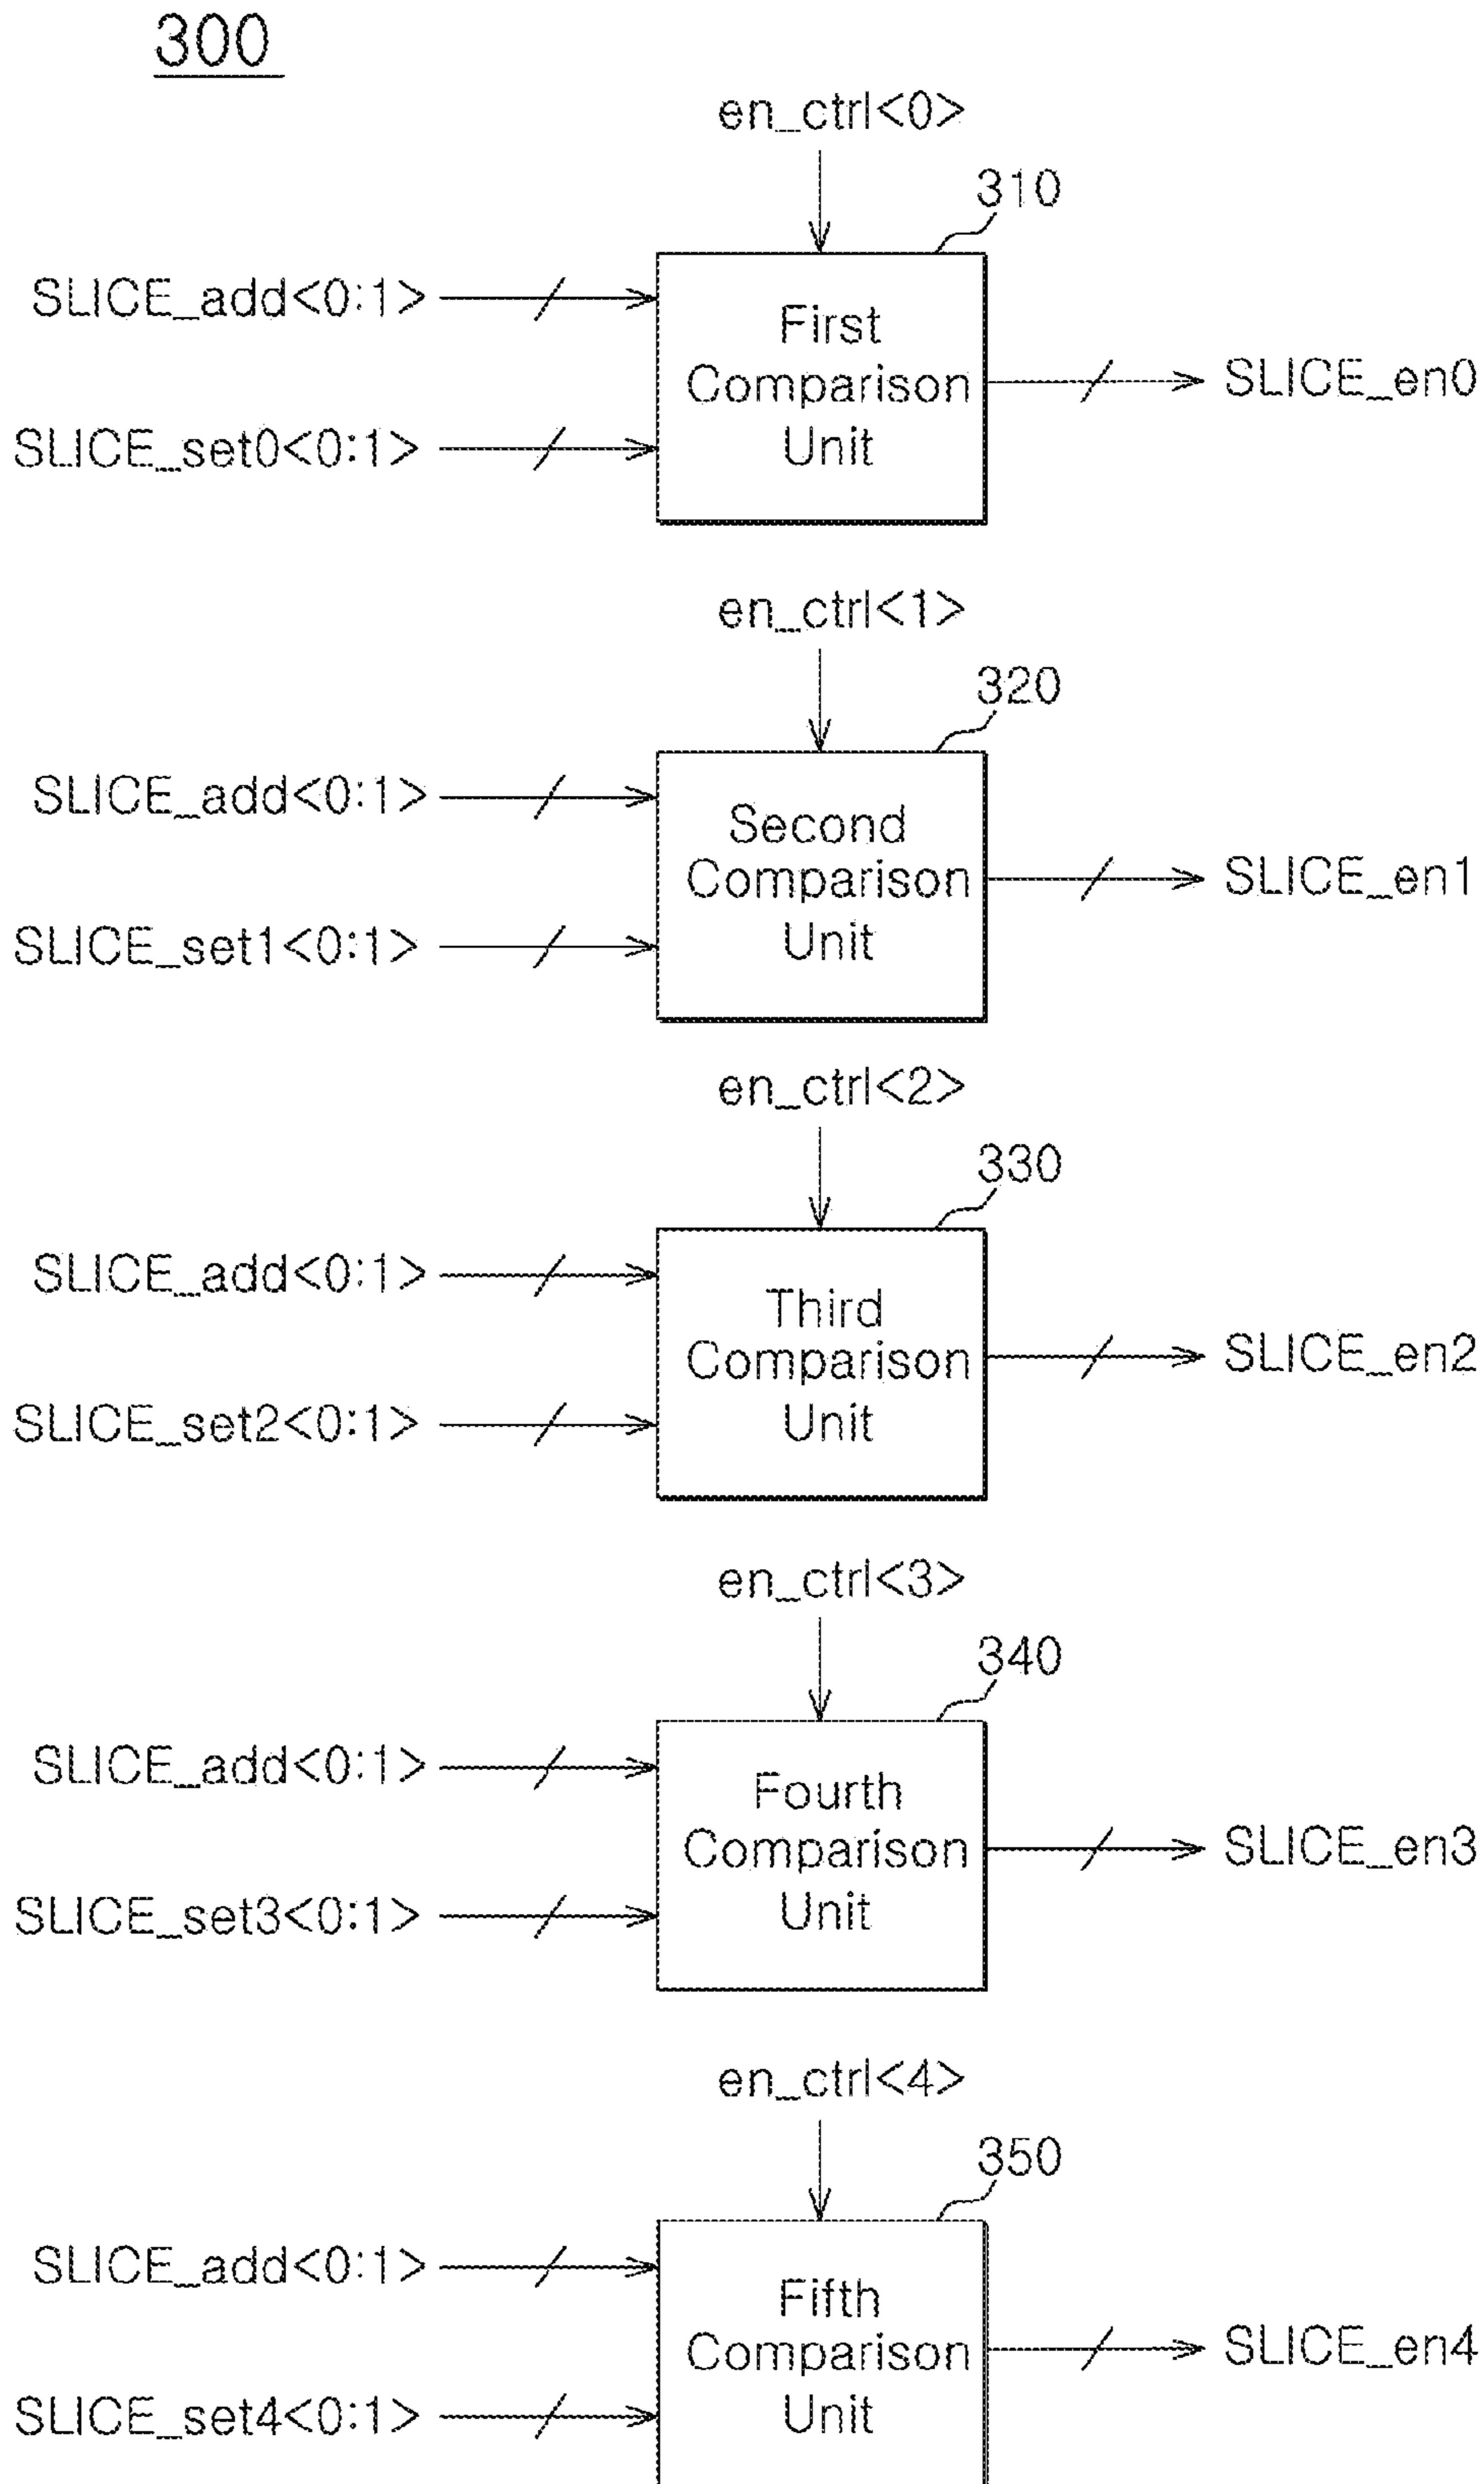 300
en_ctrl<0>
310
SLICE_add<0:1>
First
Comparison
Unit
SLICE_set0<0:1>
SLICE_en0
en_ctrl<1>
320
SLICE_add<0:1>
Second
Comparison
Unit
SLICE_set1<0:1>
SLICE_en1
en_ctrl<2>
330
SLICE_add<0:1>
Third
Comparison
Unit
SLICE_set2<0:1>
SLICE_en2
en_ctrl<3>
340
SLICE_add<0:1>
Fourth
Comparison
Unit
SLICE_set3<0:1>
SLICE_en3
en_ctrl<4>
350
SLICE_add<0:1>
Fifth
Comparison
Unit
SLICE_set4<0:1>
SLICE_en4